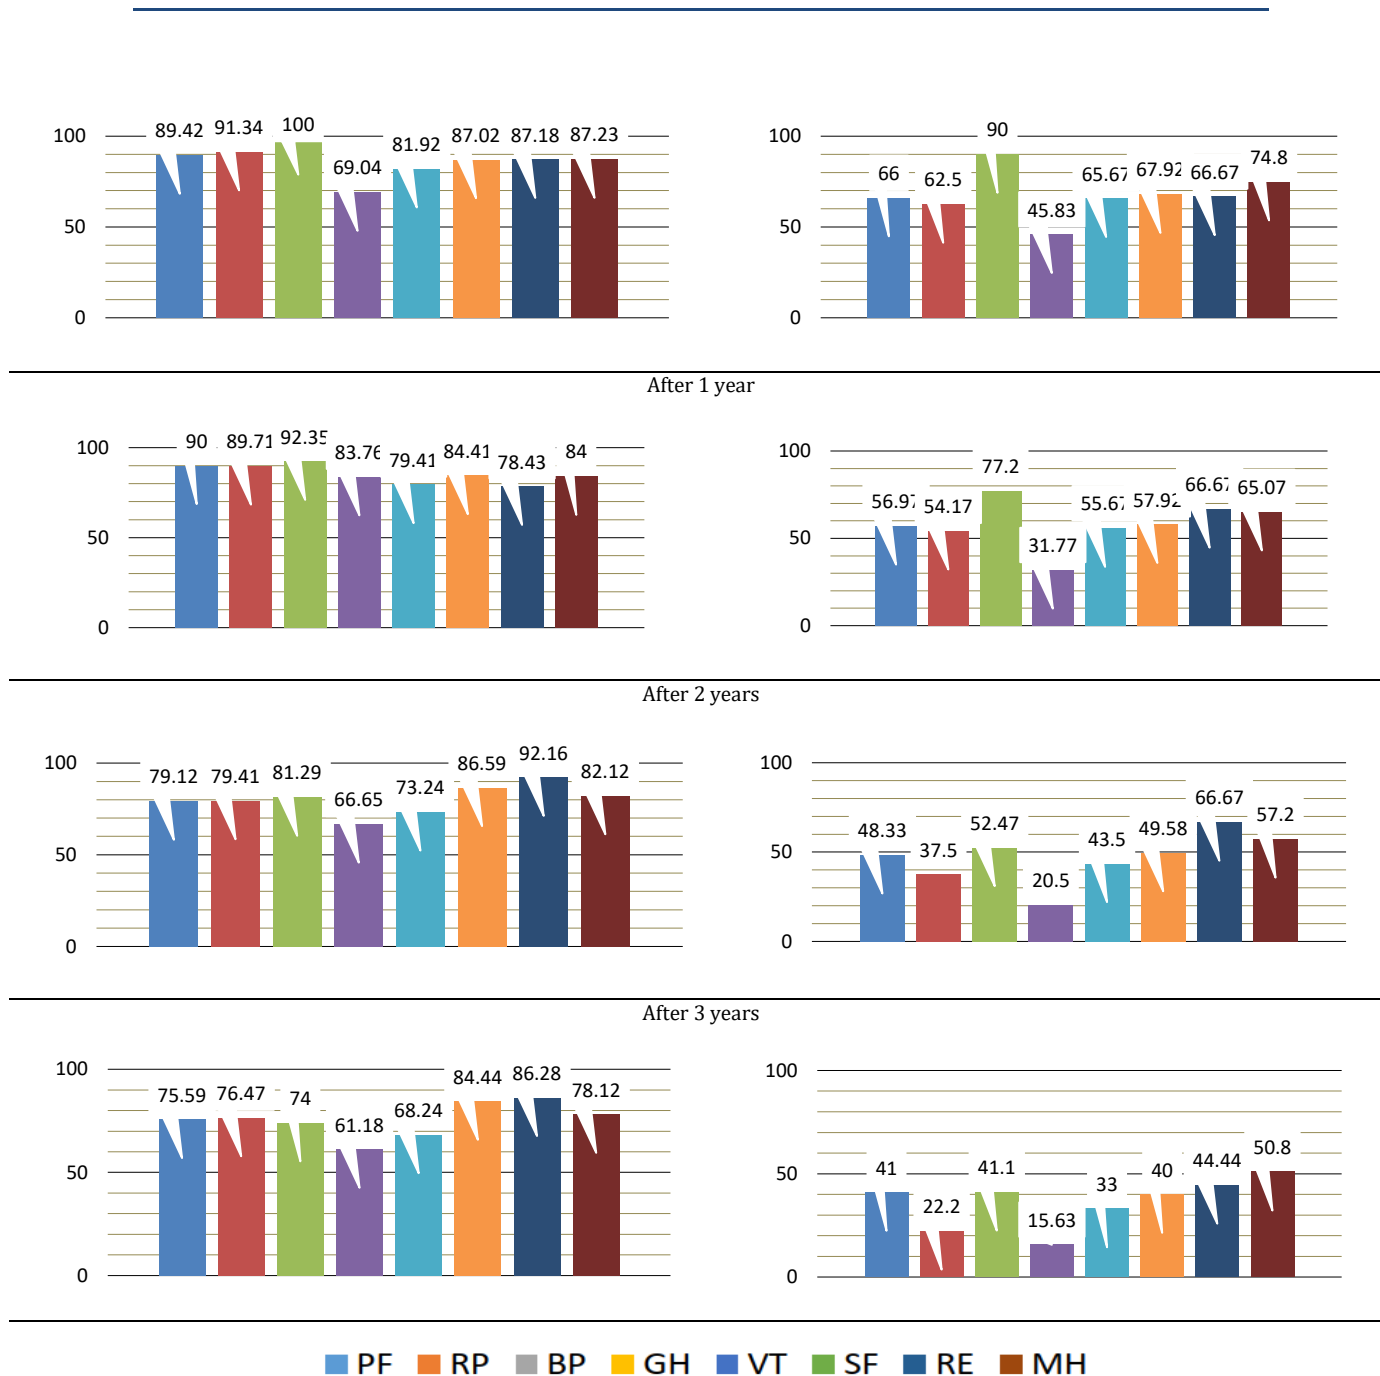 89.42 91.34 100 69.04 81.92 87.02 87.18 87.23
100
50
0
66 62.5 90 45.83 65.67 67.92 66.67 74.8
100
50
0
After 1 year
90 89.71 92.35 83.76 79.41 84.41 78.43 84
100
50
0
56.97 54.17 77.2 31.77 55.67 57.92 66.67 65.07
100
50
0
After 2 years
79.12 79.41 81.29 66.65 73.24 86.59 92.16 82.12
100
50
0
48.33 37.5 52.47 20.5 43.5 49.58 66.67 57.2
100
50
0
After 3 years
75.59 76.47 74 61.18 68.24 84.44 86.28 78.12
100
50
0
41 22.2 41.1 15.63 33 40 44.44 50.8
100
50
0
PF RP BP GH VT SF RE MH